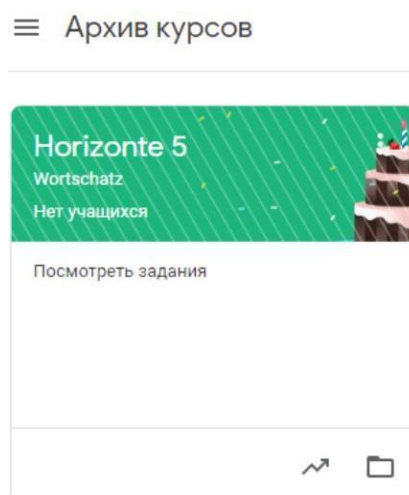 Архив курсов
Horizonte 5
Wortschatz
Нет учащихся
Посмотреть задания